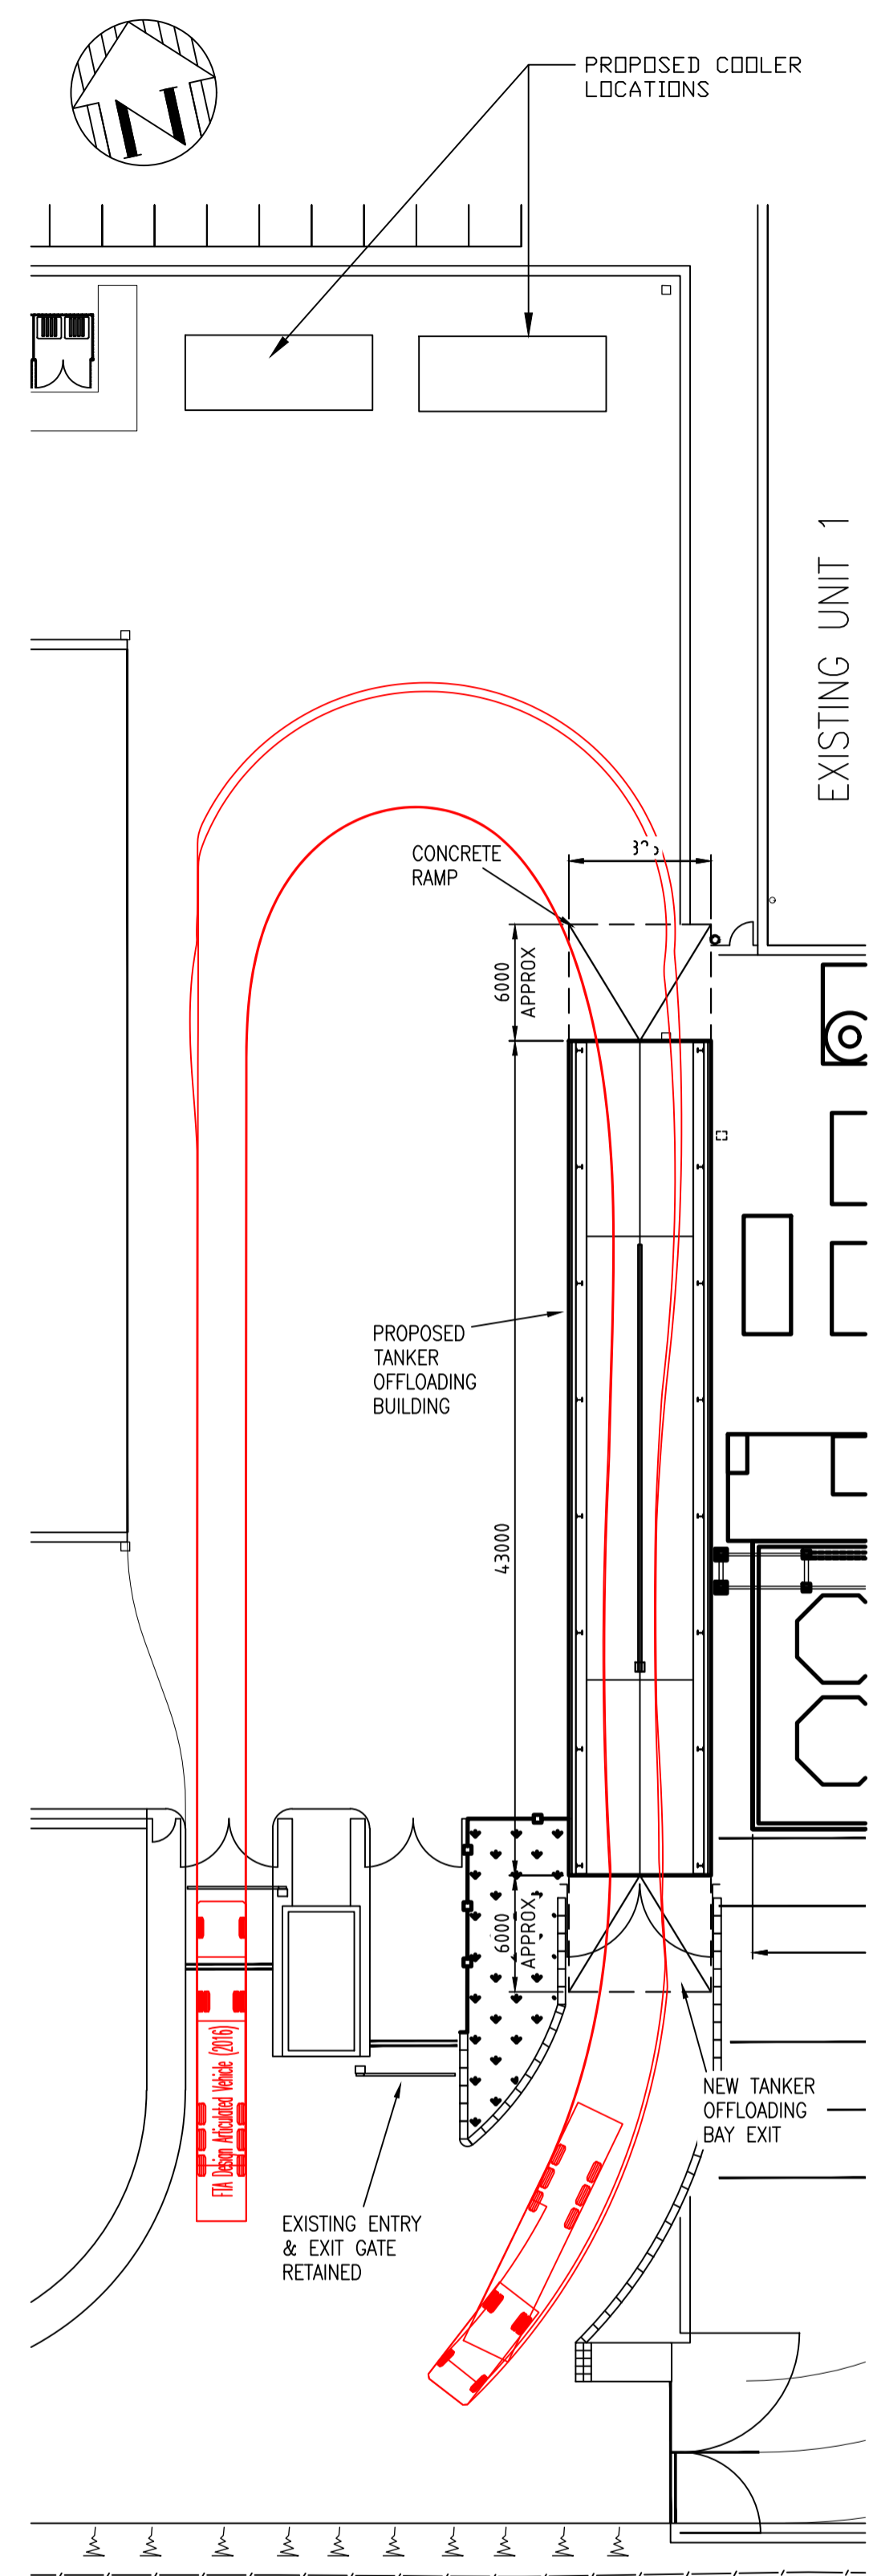 N
PROPOSED COOLER
LOCATIONS
EXISTING UNIT 1
CONCRETE
RAMP
6000
APPROX
PROPOSED
TANKER
OFFLOADING
BUILDING
43000
6000
APPROX
FTA Design Articulated Vehicle (2016)
NEW TANKER
OFFLOADING
BAY EXIT
EXISTING ENTRY
& EXIT GATE
RETAINED